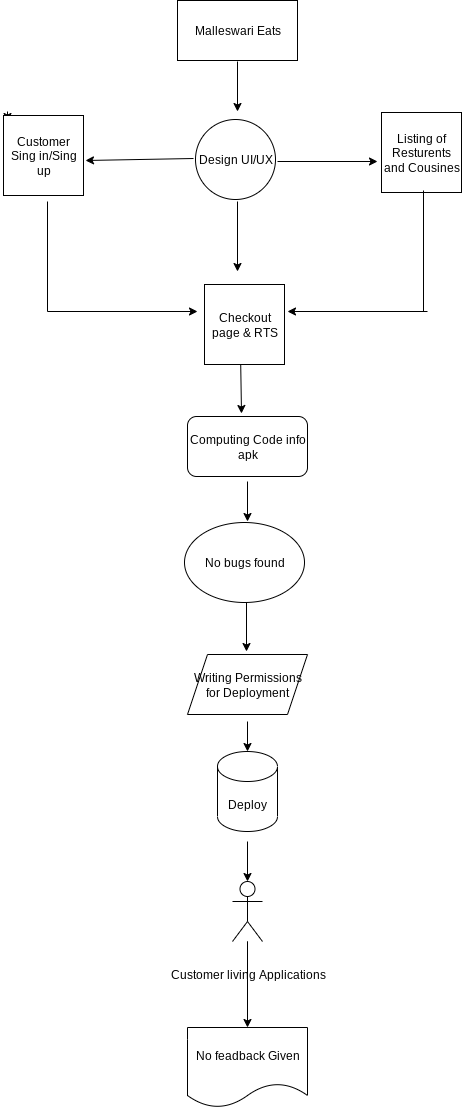 Malleswari Eats
Customer
Sing in/Sing
up
Design UI/UX
Listing of
Resturents
and Cousines
Checkout
page & RTS
Computing Code info
apk
No bugs found
Writing Permissions
for Deployment
Deploy
Customer living Applications
No feadback Given